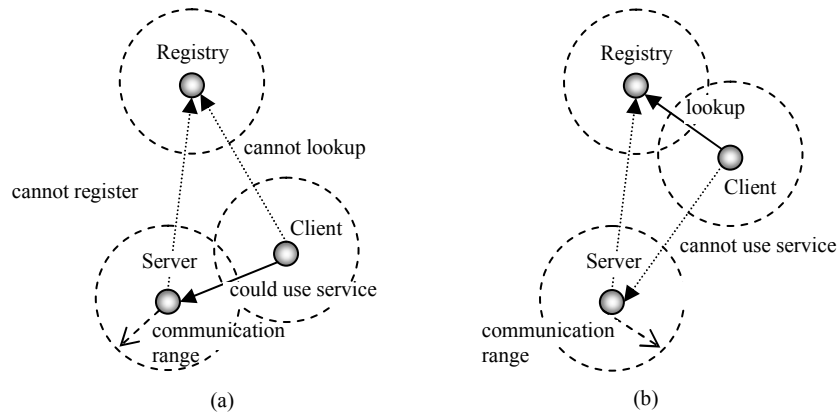 Registry
cannot lookup
cannot register
Client
Server
could use service
communication
range
(a)
Registry
lookup
Client
cannot use service
Server
communication
range
(b)